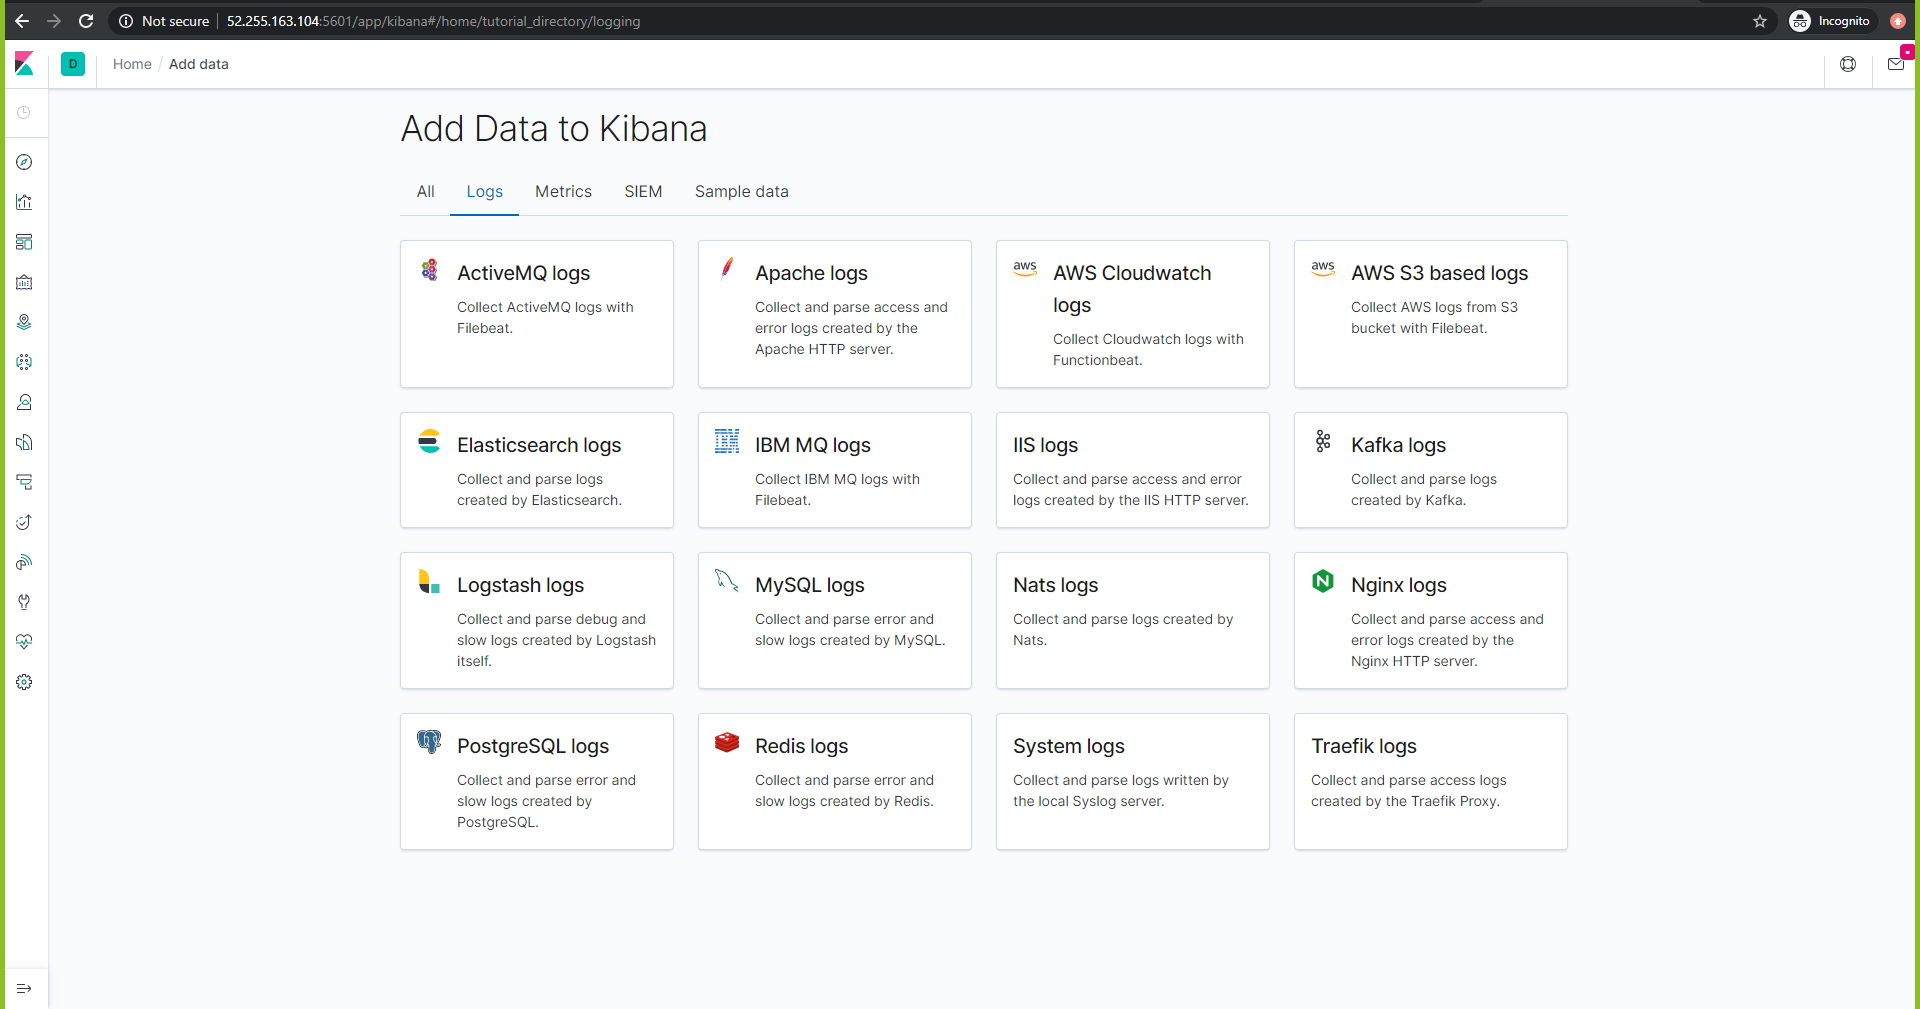 Not secure 52.255.163.104:5601/app/kibana#/home/tutorial_directory/logging Incognito
D Home / Add data
Add Data to Kibana
All Logs Metrics SIEM Sample data
ActiveMQ logs
Collect ActiveMQ logs with
Filebeat.
Apache logs
Collect and parse access and
error logs created by the
Apache HTTP server.
aws AWS Cloudwatch
logs
Collect Cloudwatch logs with
Functionbeat.
aws AWS S3 based logs
Collect AWS logs from S3
bucket with Filebeat.
Elasticsearch logs
Collect and parse logs
created by Elasticsearch.
IBM IBM MQ logs
Collect IBM MQ logs with
Filebeat.
IIS logs
Collect and parse access and error
logs created by the IIS HTTP server.
Kafka logs
Collect and parse logs
created by Kafka.
Logstash logs
Collect and parse debug and
slow logs created by Logstash
itself.
MySQL logs
Collect and parse error and
slow logs created by MySQL.
Nats logs
Collect and parse logs created by
Nats.
N Nginx logs
Collect and parse access and
error logs created by the
Nginx HTTP server.
PostgreSQL logs
Collect and parse error and
slow logs created by
PostgreSQL.
Redis logs
Collect and parse error and
slow logs created by Redis.
System logs
Collect and parse logs written by
the local Syslog server.
Traefik logs
Collect and parse access logs
created by the Traefik Proxy.